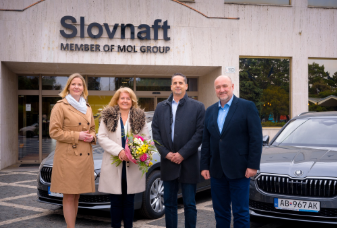 Slovnaft
MEMBER OF MOL GROUP
AB·967AK